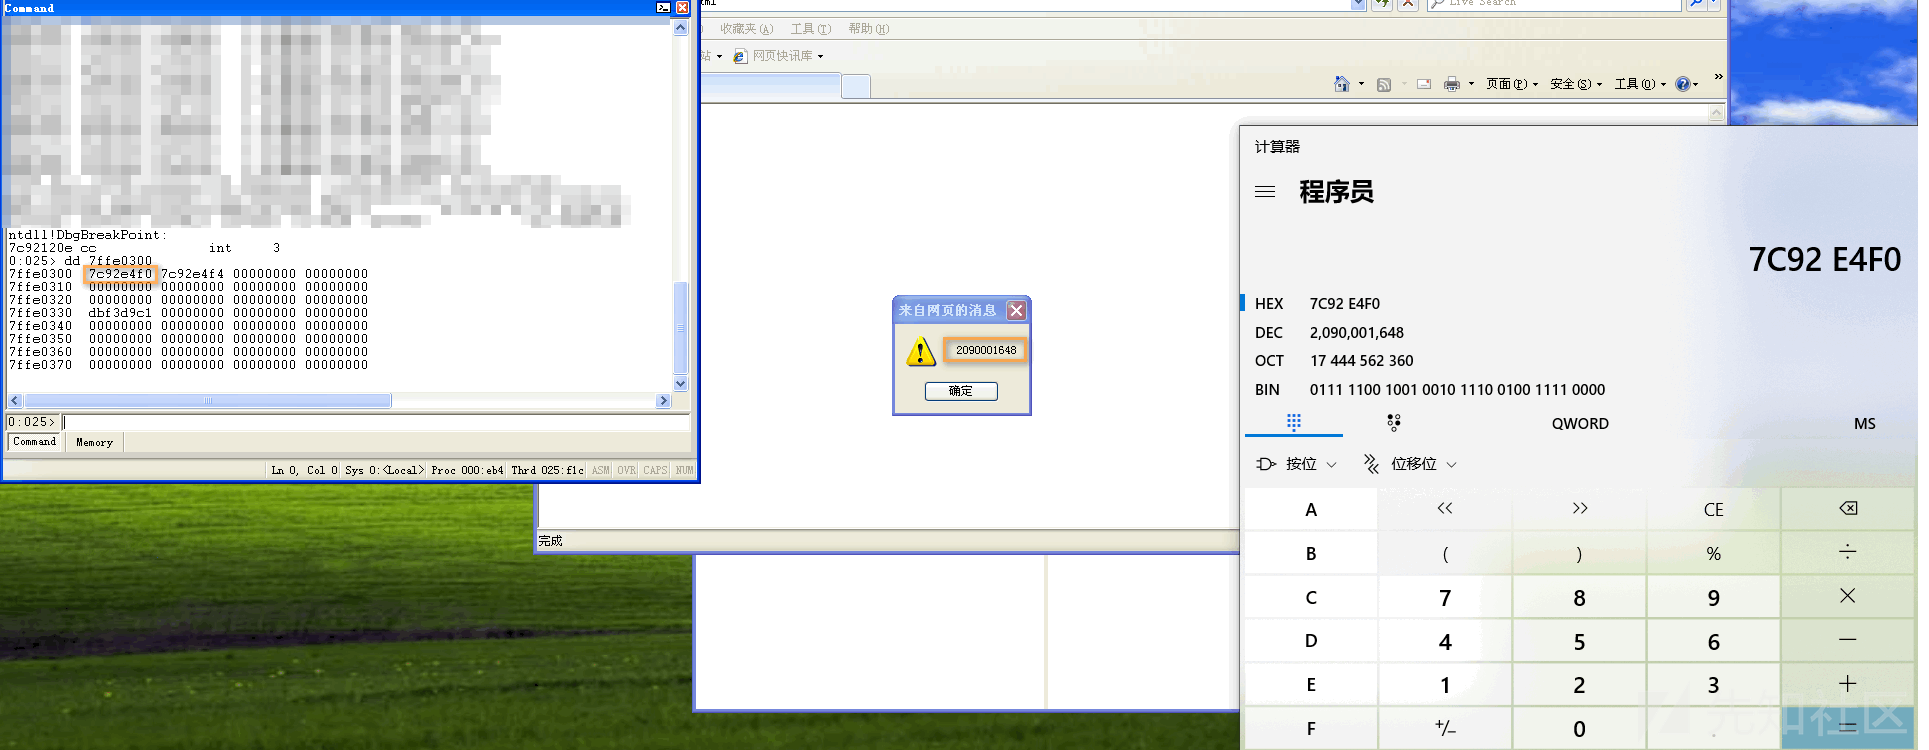 Command
ntdll!DbgBreakPoint:
7c92120e cc              int     3
0:025> dd 7ffe0300
7ffe0300  7c92e4f0 7c92e4f4 00000000 00000000
7ffe0310  00000000 00000000 00000000 00000000
7ffe0320  00000000 00000000 00000000 00000000
7ffe0330  dbf3d9c1 00000000 00000000 00000000
7ffe0340  00000000 00000000 00000000 00000000
7ffe0350  00000000 00000000 00000000 00000000
7ffe0360  00000000 00000000 00000000 00000000
7ffe0370  00000000 00000000 00000000 00000000
0:025>
Command Memory
Ln 0, Col 0 Sys 0:<Local> Proc 000:eb4 Thrd 025:f1c ASM OVR CAPS NUM
Live Search
收藏夹(A) 工具(T) 帮助(H)
站 网页快讯库
页面(P) 安全(S) 工具(O) »
来自网页的消息
2090001648
确定
完成
计算器
程序员
7C92 E4F0
HEX 7C92 E4F0
DEC 2,090,001,648
OCT 17 444 562 360
BIN 0111 1100 1001 0010 1110 0100 1111 0000
QWORD MS
按位 位移位
A << >> CE
B ( ) % ÷
C 7 8 9 ×
D 4 5 6 −
E 1 2 3 +
F +/− 0 . =
先知社区